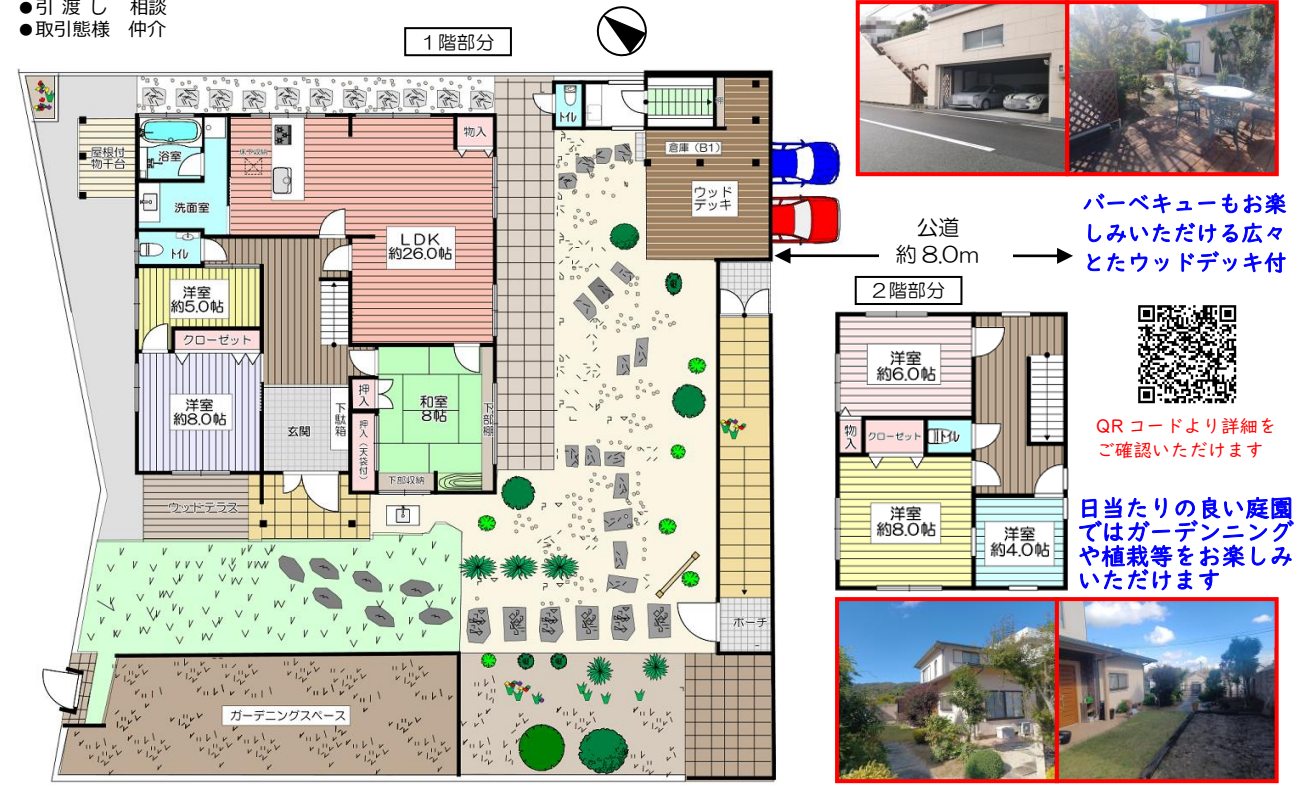 ●引 渡 し　相談
●取引態様　仲介
１階部分
トイレ
押
物入
屋根付
物干台
浴室
床下収納
倉庫（B1）
洗面室
ウッド
デッキ
トイレ
ＬＤＫ
約26.0帖
洋室
約5.0帖
クローゼット
洋室
約8.0帖
玄関
下駄箱
押入
押入（天袋付）
和室
8帖
下部棚
下部収納
ウッドテラス
ポーチ
ガーデニングスペース
公道
約 8.0m
バーベキューもお楽
しみいただける広々
とたウッドデッキ付
２階部分
洋室
約6.0帖
物入
クローゼット
トイレ
洋室
約8.0帖
洋室
約4.0帖
QR コードより詳細を
ご確認いただけます
日当たりの良い庭園
ではガーデンニング
や植栽等をお楽しみ
いただけます